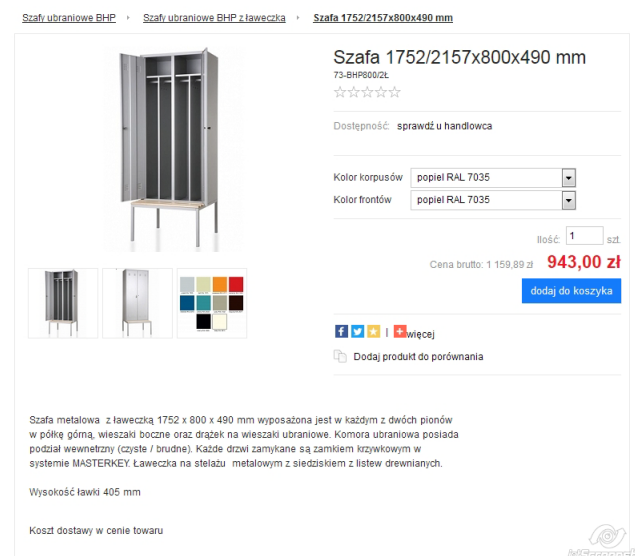 Szafy ubraniowe BHP › Szafy ubraniowe BHP z ławeczka › Szafa 1752/2157x800x490 mm
Szafa 1752/2157x800x490 mm
73-BHP800/2Ł
Dostępność: sprawdź u handlowca
Kolor korpusów popiel RAL 7035
Kolor frontów popiel RAL 7035
Ilość: 1 szt.
Cena brutto: 1 159,89 zł 943,00 zł
dodaj do koszyka
| więcej
Dodaj produkt do porównania
Szafa metalowa z ławeczką 1752 x 800 x 490 mm wyposażona jest w każdym z dwóch pionów
w półkę górną, wieszaki boczne oraz drążek na wieszaki ubraniowe. Komora ubraniowa posiada
podział wewnetrzny (czyste / brudne). Każde drzwi zamykane są zamkiem krzywkowym w
systemie MASTERKEY. Ławeczka na stelażu metalowym z siedziskiem z listew drewnianych.
Wysokość ławki 405 mm
Koszt dostawy w cenie towaru